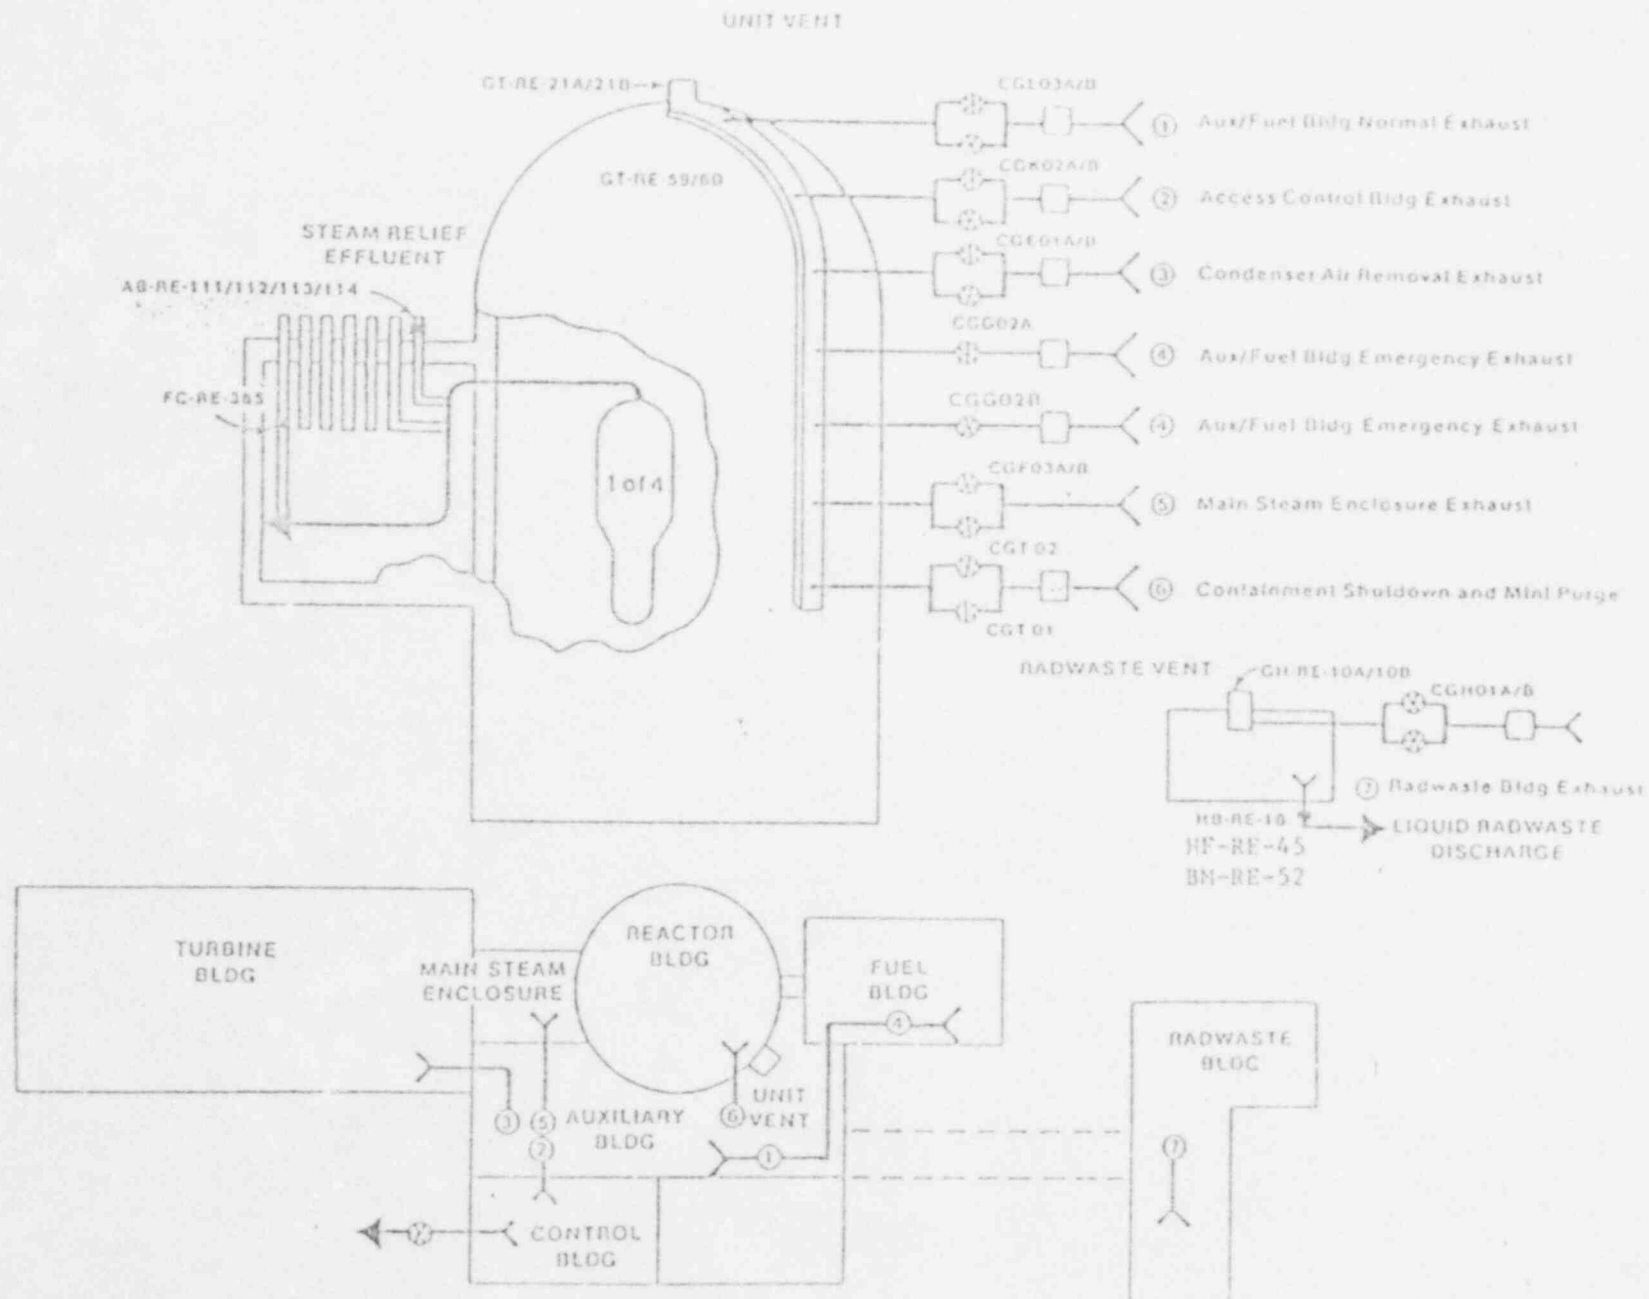 UNIT VENT
GT-RE-21A/21B
CGL03A/B
① Aux/Fuel Bldg Normal Exhaust
GT-RE-59/60
CGK02A/B
② Access Control Bldg Exhaust
STEAM RELIEF
EFFLUENT
CGE01A/B
③ Condenser Air Removal Exhaust
AB-RE-111/112/113/114
CGG02A
④ Aux/Fuel Bldg Emergency Exhaust
FC-RE-385
CGG02B
④ Aux/Fuel Bldg Emergency Exhaust
1 of 4
CGF03A/B
⑤ Main Steam Enclosure Exhaust
CGT 02
⑥ Containment Shutdown and Mini Purge
CGT 01
RADWASTE VENT
GH-RE-10A/10B
CGH01A/B
⑦ Radwaste Bldg Exhaust
HB-RE-18
HF-RE-45
BM-RE-52
LIQUID RADWASTE
DISCHARGE
TURBINE
BLDG
MAIN STEAM
ENCLOSURE
REACTOR
BLDG
FUEL
BLDG
④
RADWASTE
BLDG
③
⑤
②
AUXILIARY
BLDG
⑥
UNIT
VENT
①
⑦
CONTROL
BLDG